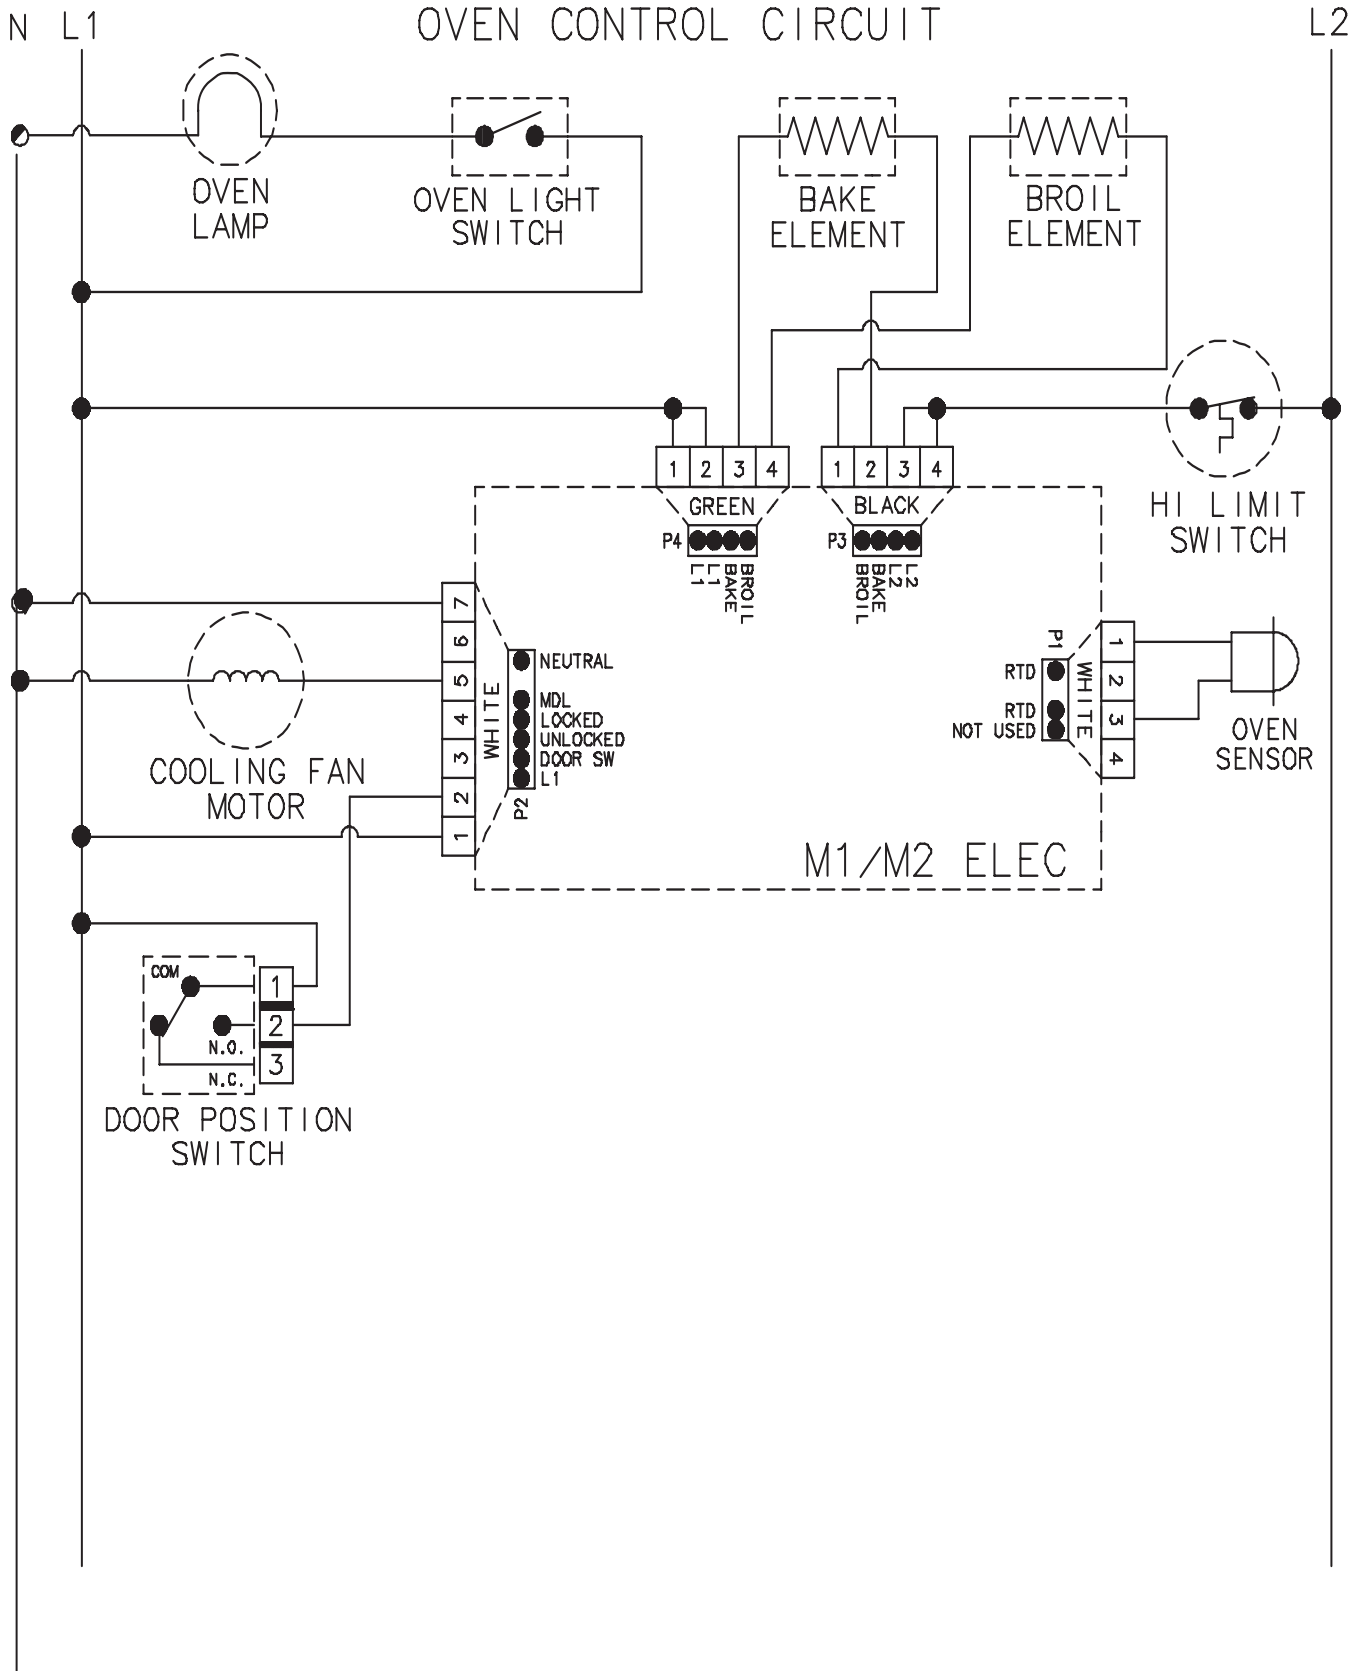 N L1 OVEN CONTROL CIRCUIT L2
OVEN
LAMP
OVEN LIGHT
SWITCH
BAKE
ELEMENT
BROIL
ELEMENT
HI LIMIT
SWITCH
1 2 3 4
GREEN
P4
L1
L1
BAKE
BROIL
1 2 3 4
BLACK
P3
BROIL
BAKE
L2
L2
7
6
5
4
3
2
1
WHITE
NEUTRAL
MDL
LOCKED
UNLOCKED
DOOR SW
L1
P2
COOLING FAN
MOTOR
P1
RTD
RTD
NOT USED
WHITE
1
2
3
4
OVEN
SENSOR
M1/M2 ELEC
COM
N.O.
N.C.
1
2
3
DOOR POSITION
SWITCH